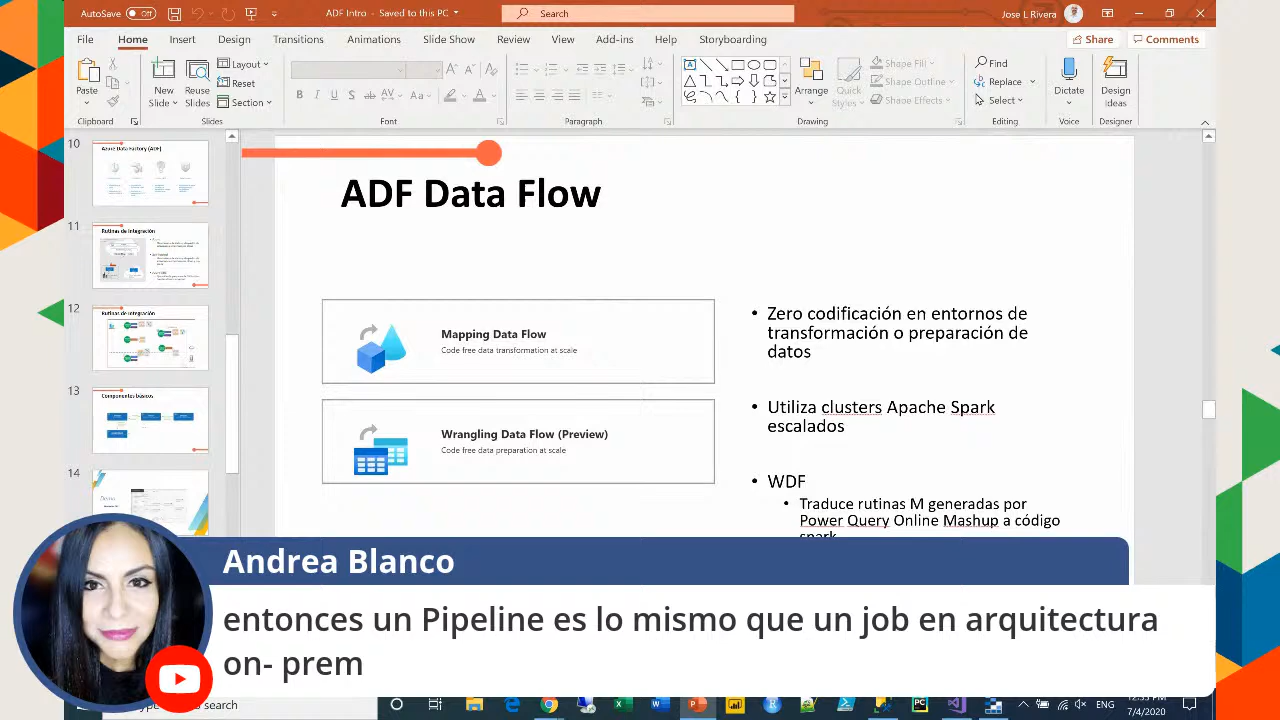 AutoSave Off
ADF Intro - Saved to this PC
Search
Jose L Rivera
File Home Insert Design Transitions Animations Slide Show Review View Add-ins Help Storyboarding
Share Comments
Paste
New Slide
Reuse Slides
Layout
Reset
Section
Arrange
Quick Styles
Shape Fill
Shape Outline
Shape Effects
Find
Replace
Select
Dictate
Design Ideas
Clipboard Slides Font Paragraph Drawing Editing Voice Designer
10
Azure Data Factory (ADF)
11
Rutinas de Integración
12
Rutinas de Integración
13
Componentes básicos
14
Demo
ADF Data Flow
Mapping Data Flow
Code free data transformation at scale
Wrangling Data Flow (Preview)
Code free data preparation at scale
• Zero codificación en entornos de
transformación o preparación de
datos
• Utiliza clusters Apache Spark
escalados
• WDF
• Traduce rutinas M generadas por
Power Query Online Mashup a código
spark
Andrea Blanco
entonces un Pipeline es lo mismo que un job en arquitectura
on- prem
search
ENG
7/4/2020